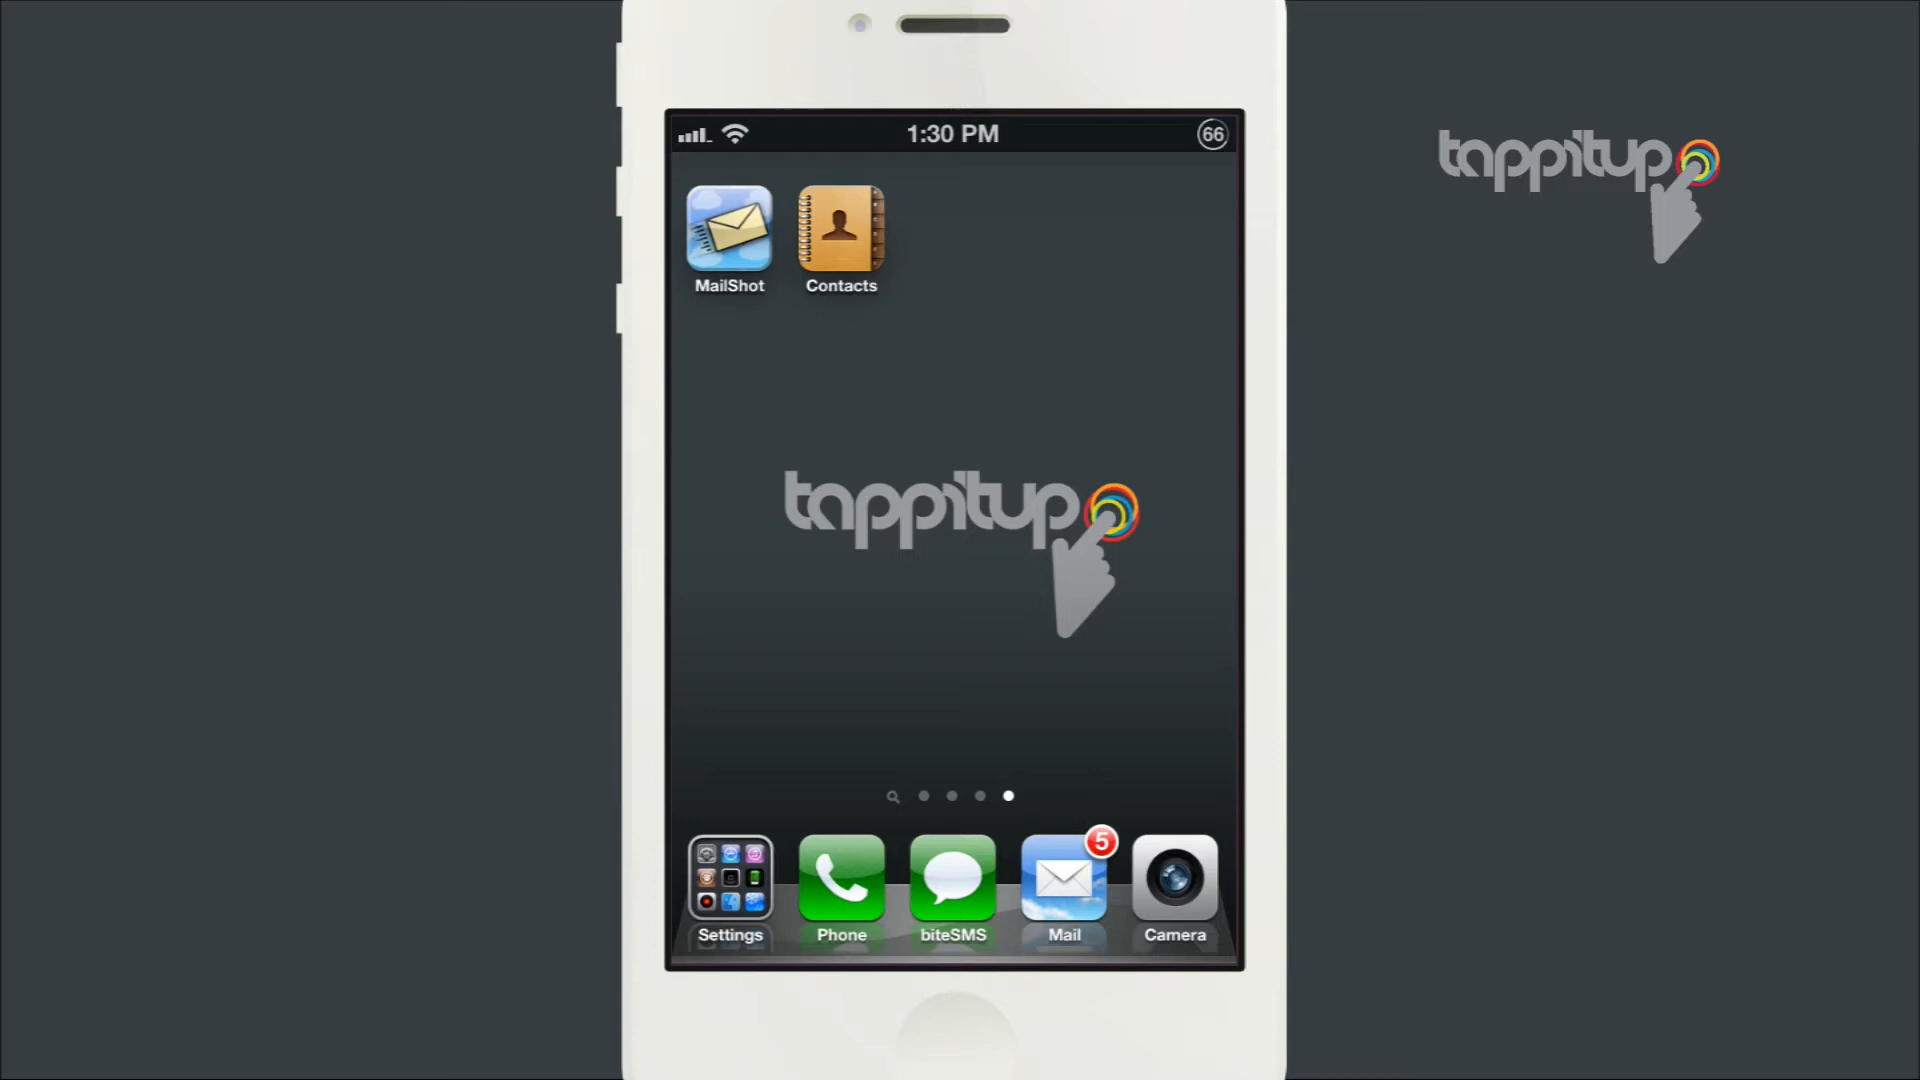 1:30 PM
66
tappitup
MailShot
Contacts
tappitup
5
Settings
Phone
biteSMS
Mail
Camera